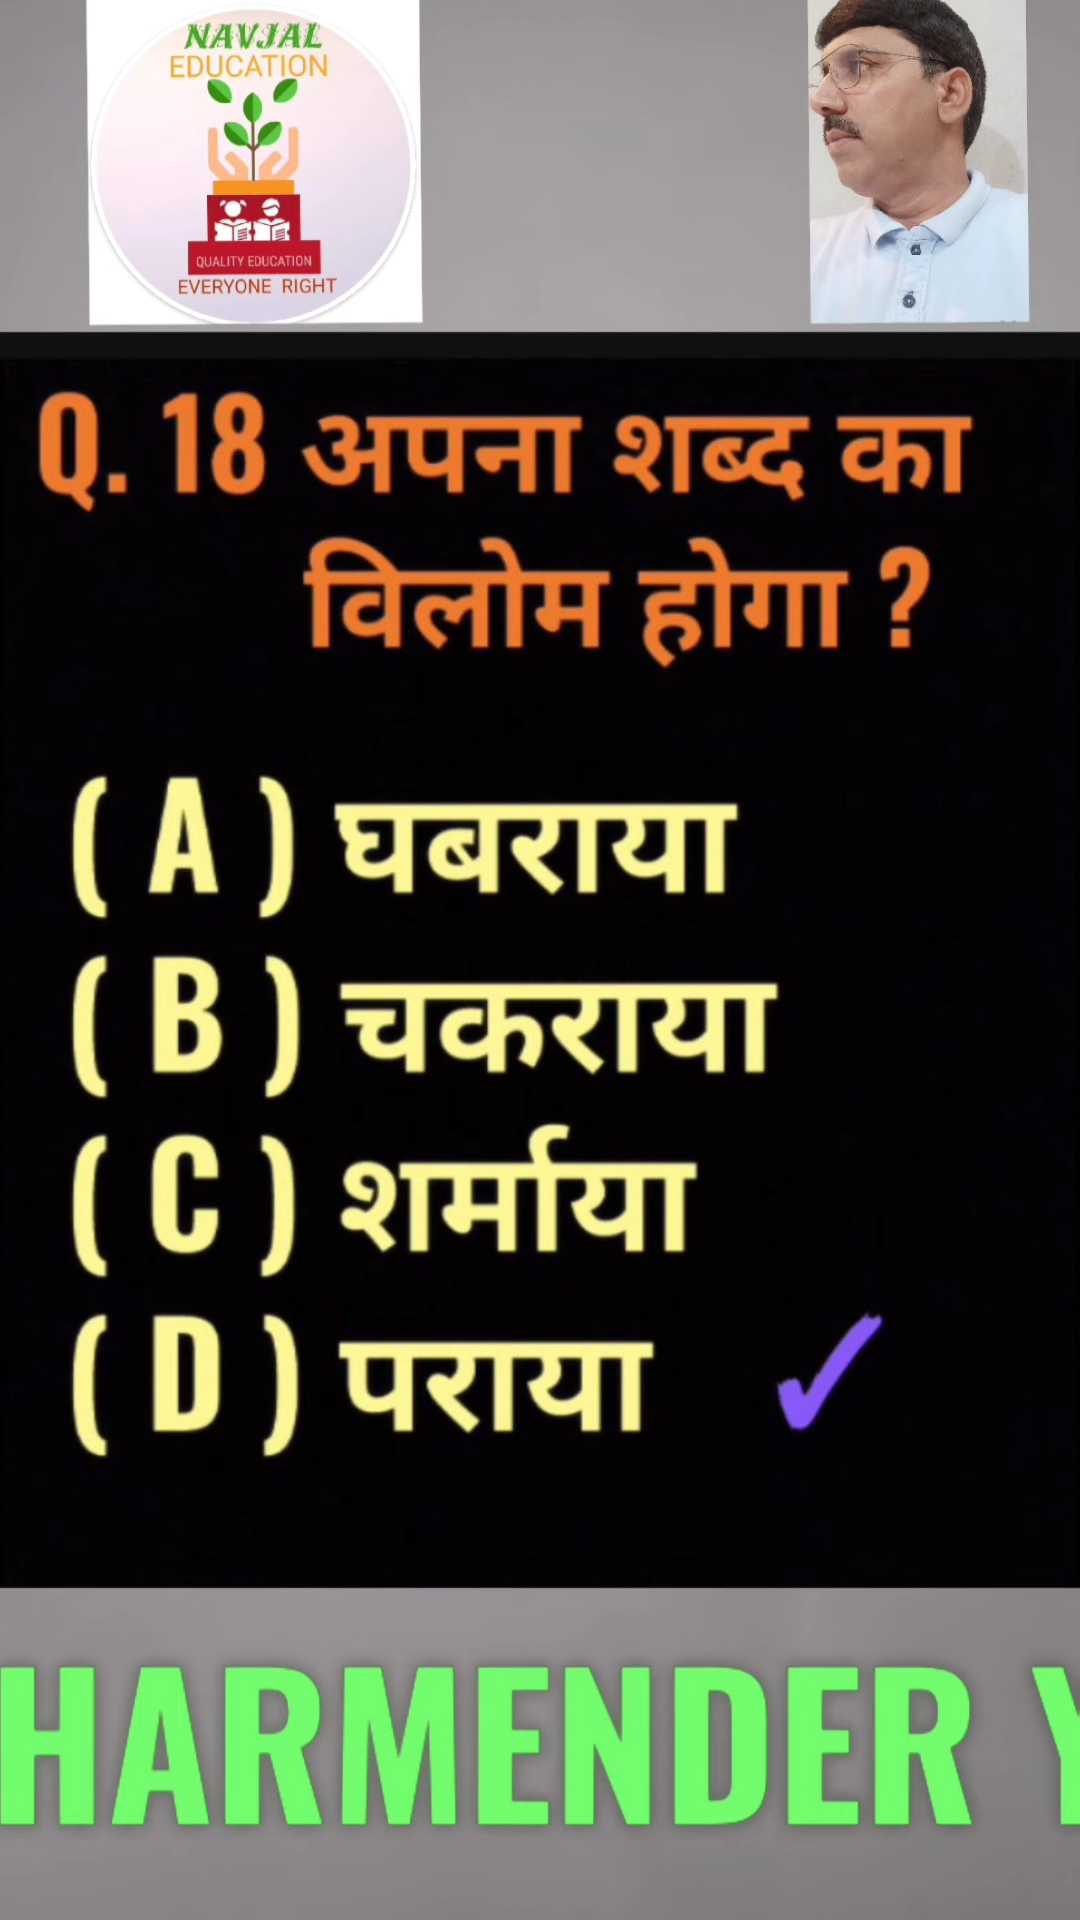 NAVJAL
EDUCATION
QUALITY EDUCATION
EVERYONE RIGHT
Q. 18 अपना शब्द का
विलोम होगा ?
( A ) घबराया
( B ) चकराया
( C ) शर्माया
( D ) पराया
HARMENDER Y